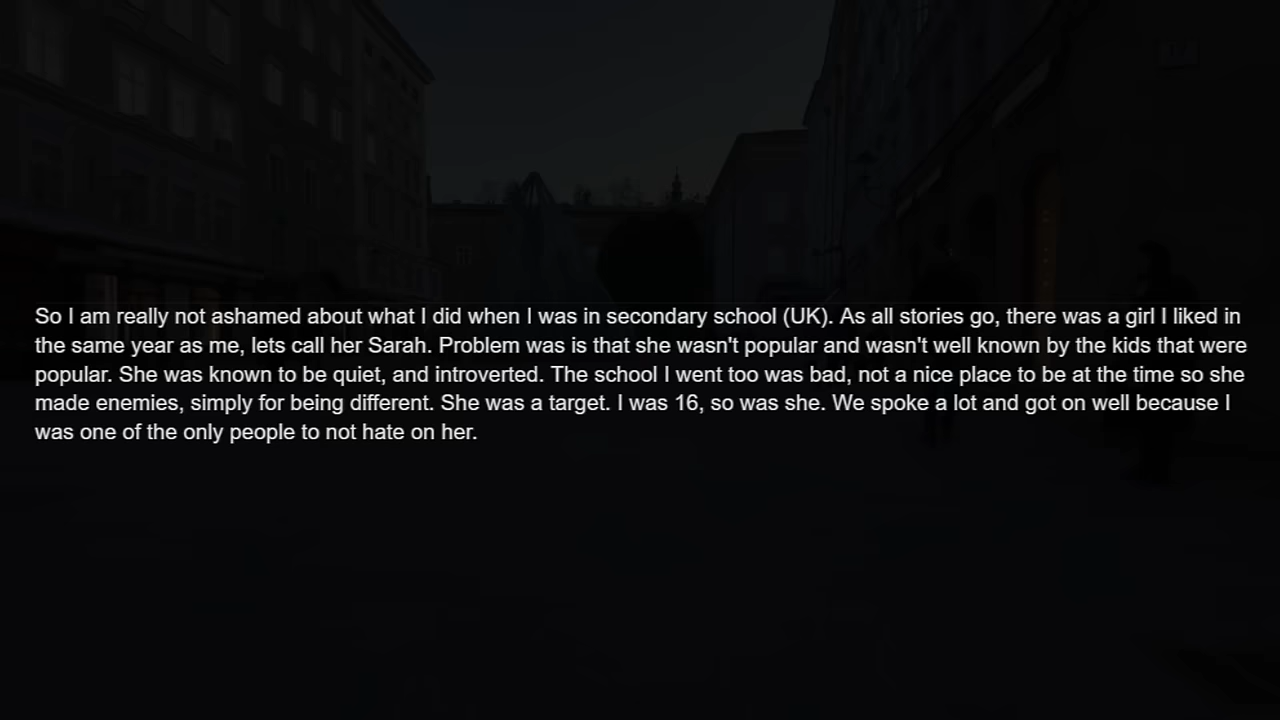 So I am really not ashamed about what I did when I was in secondary school (UK). As all stories go, there was a girl I liked in
the same year as me, lets call her Sarah. Problem was is that she wasn't popular and wasn't well known by the kids that were
popular. She was known to be quiet, and introverted. The school I went too was bad, not a nice place to be at the time so she
made enemies, simply for being different. She was a target. I was 16, so was she. We spoke a lot and got on well because I
was one of the only people to not hate on her.